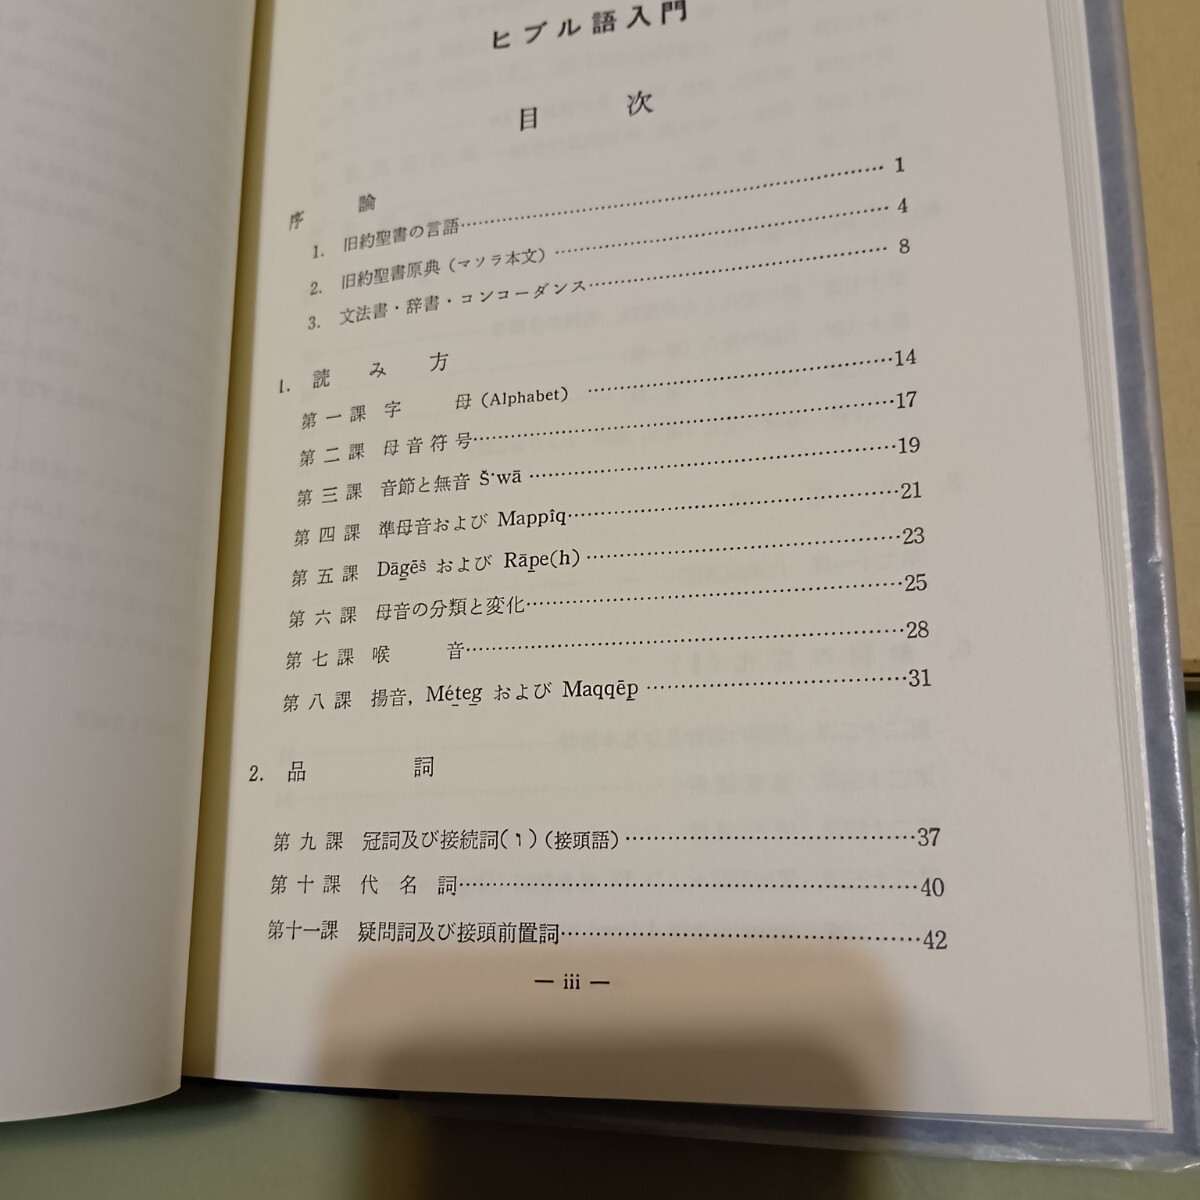 ヒブル語入門
目次
序論
1. 旧約聖書の言語……1
2. 旧約聖書原典（マソラ本文）……4
3. 文法書・辞書・コンコーダンス……8
1. 読み方
第一課 字母（Alphabet）……14
第二課 母音符号……17
第三課 音節と無音 Šᵉwā……19
第四課 準母音および Mappîq……21
第五課 Dāḡēš および Rāp̱e(h)……23
第六課 母音の分類と変化……25
第七課 喉音……28
第八課 揚音，Méṯeḡ および Maqqēp̱……31
2. 品詞
第九課 冠詞及び接続詞(ו)(接頭語)……37
第十課 代名詞……40
第十一課 疑問詞及び接頭前置詞……42
— iii —